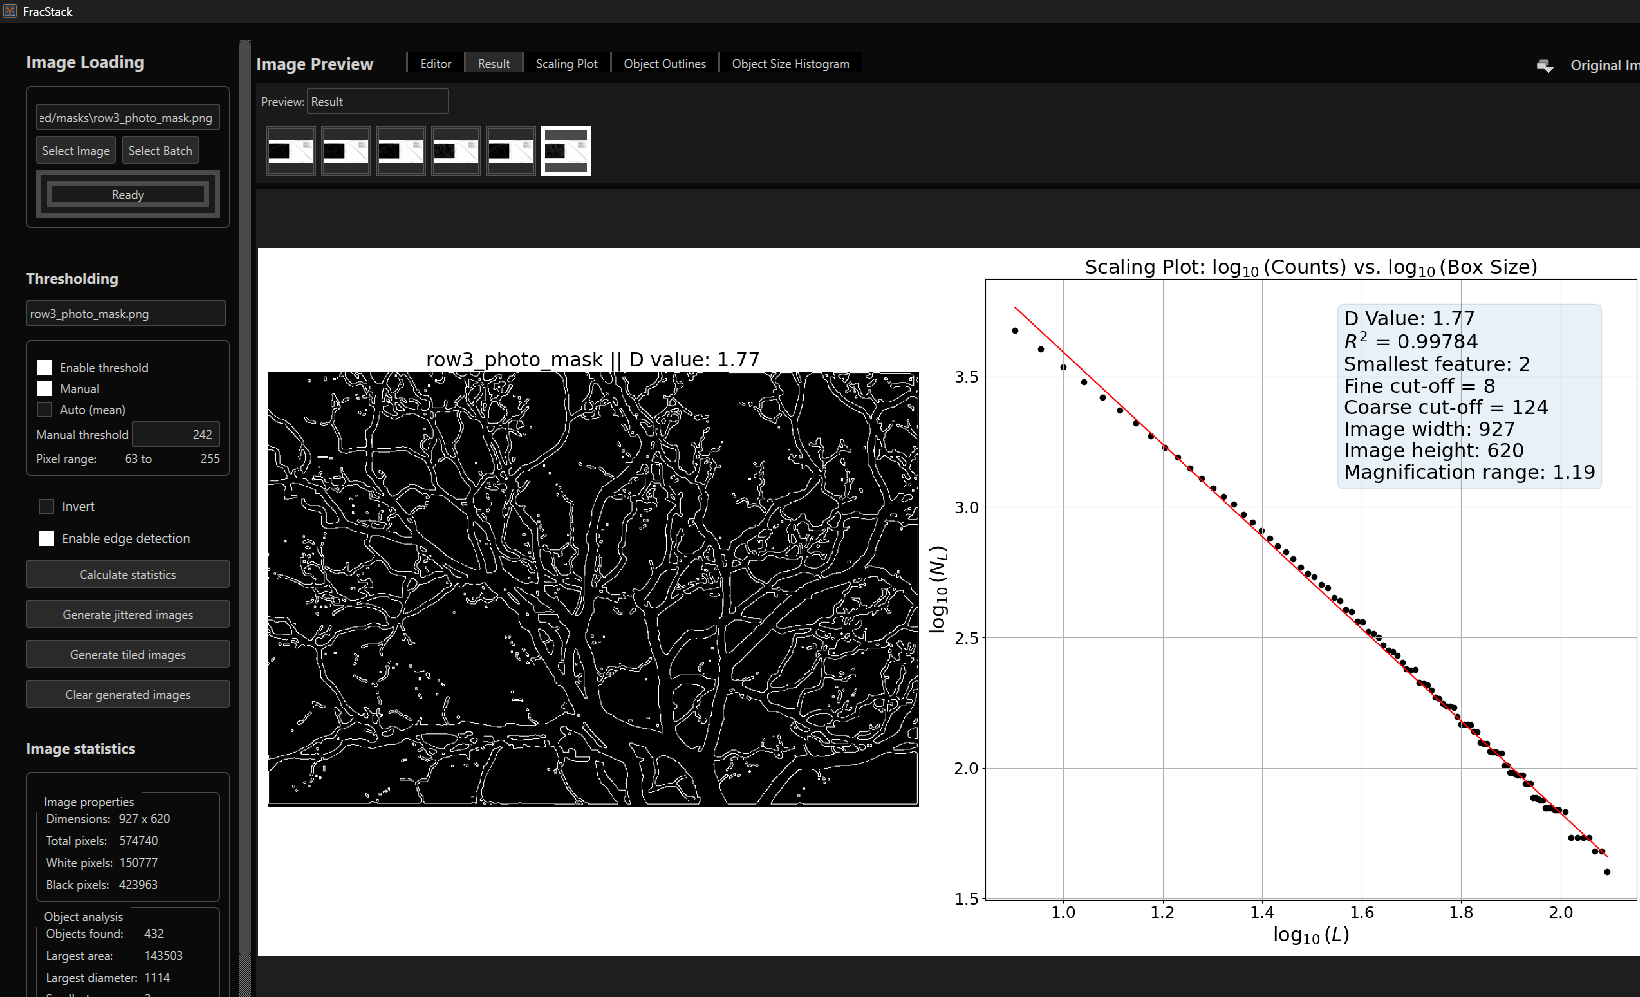 FracStack
Image Loading
ed/masks\row3_photo_mask.png
Select Image
Select Batch
Ready
Thresholding
row3_photo_mask.png
Enable threshold
Manual
Auto (mean)
Manual threshold 242
Pixel range: 63 to 255
Invert
Enable edge detection
Calculate statistics
Generate jittered images
Generate tiled images
Clear generated images
Image statistics
Image properties
Dimensions: 927 x 620
Total pixels: 574740
White pixels: 150777
Black pixels: 423963
Object analysis
Objects found: 432
Largest area: 143503
Largest diameter: 1114
Image Preview
Editor
Result
Scaling Plot
Object Outlines
Object Size Histogram
Original Im
Preview: Result
row3_photo_mask || D value: 1.77
Scaling Plot: log10(Counts) vs. log10(Box Size)
D Value: 1.77
R² = 0.99784
Smallest feature: 2
Fine cut-off = 8
Coarse cut-off = 124
Image width: 927
Image height: 620
Magnification range: 1.19
log10(NL)
3.5
3.0
2.5
2.0
1.5
1.0 1.2 1.4 1.6 1.8 2.0
log10(L)